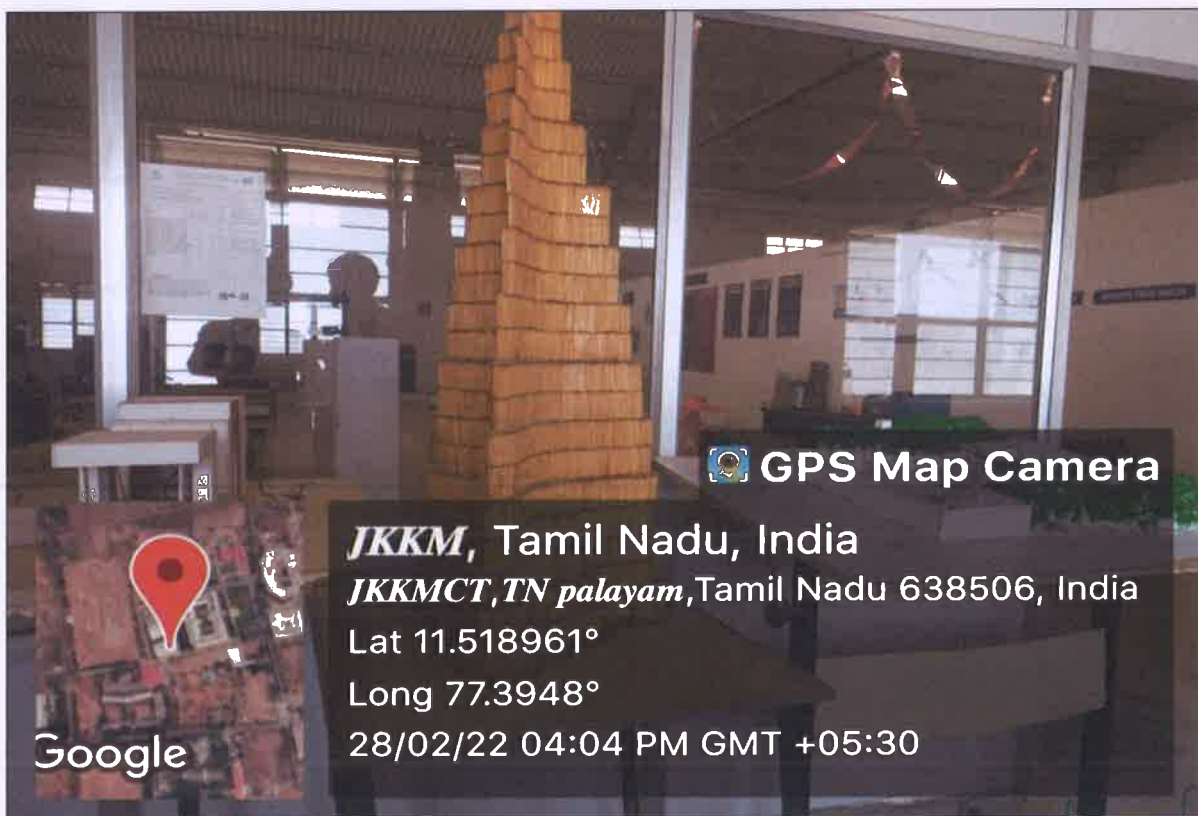 GPS Map Camera
JKKM, Tamil Nadu, India
JKKMCT,TN palayam,Tamil Nadu 638506, India
Lat 11.518961°
Long 77.3948°
28/02/22 04:04 PM GMT +05:30
Google